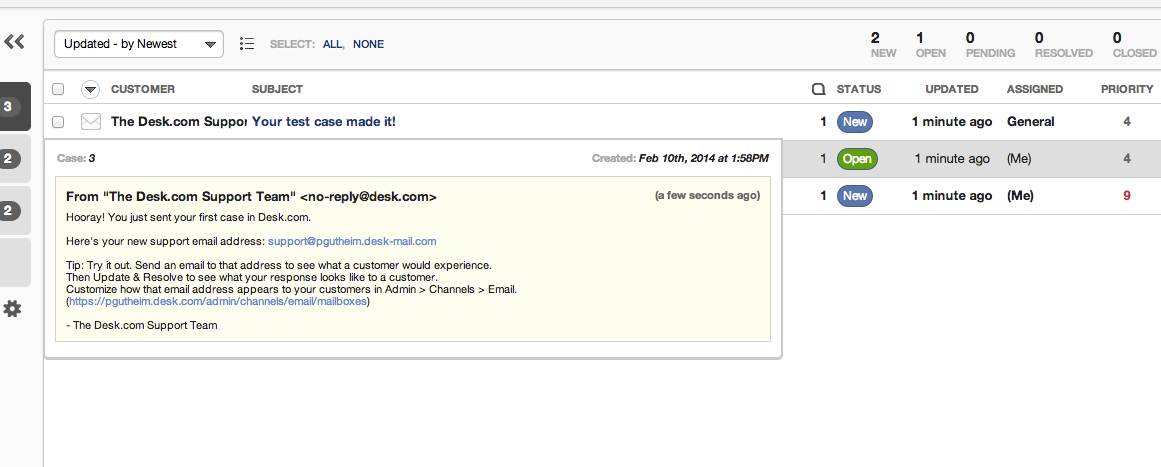 Updated - by Newest
SELECT: ALL, NONE
2 NEW
1 OPEN
0 PENDING
0 RESOLVED
0 CLOSED
3
2
2
CUSTOMER SUBJECT STATUS UPDATED ASSIGNED PRIORITY
The Desk.com Suppor Your test case made it! 1 New 1 minute ago General 4
1 Open 1 minute ago (Me) 4
1 New 1 minute ago (Me) 9
Case: 3 Created: Feb 10th, 2014 at 1:58PM
From "The Desk.com Support Team" <no-reply@desk.com> (a few seconds ago)
Hooray! You just sent your first case in Desk.com.
Here's your new support email address: support@pgutheim.desk-mail.com
Tip: Try it out. Send an email to that address to see what a customer would experience.
Then Update & Resolve to see what your response looks like to a customer.
Customize how that email address appears to your customers in Admin > Channels > Email.
(https://pgutheim.desk.com/admin/channels/email/mailboxes)
- The Desk.com Support Team